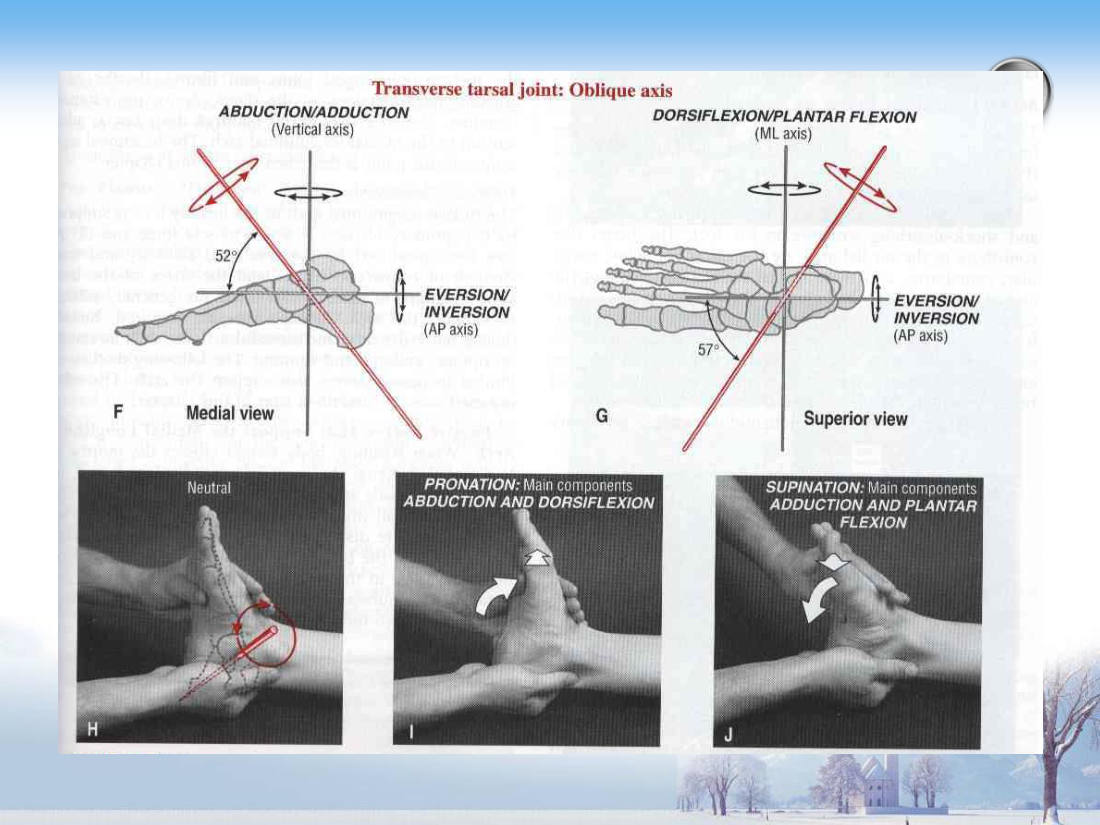 Transverse tarsal joint: Oblique axis
ABDUCTION/ADDUCTION
(Vertical axis)
52°
EVERSION/
INVERSION
(AP axis)
F
Medial view
DORSIFLEXION/PLANTAR FLEXION
(ML axis)
57°
EVERSION/
INVERSION
(AP axis)
G
Superior view
Neutral
H
PRONATION: Main components
ABDUCTION AND DORSIFLEXION
I
SUPINATION: Main components
ADDUCTION AND PLANTAR
FLEXION
J